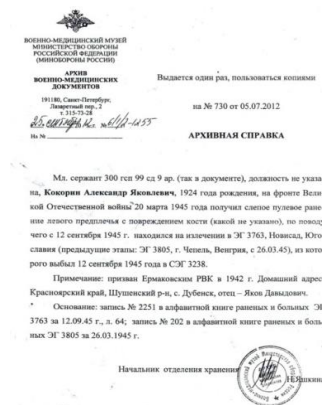 ВОЕННО-МЕДИЦИНСКИЙ МУЗЕЙ
МИНИСТЕРСТВО ОБОРОНЫ
РОССИЙСКОЙ ФЕДЕРАЦИИ
(МИНОБОРОНЫ РОССИИ)
АРХИВ
ВОЕННО-МЕДИЦИНСКИХ
ДОКУМЕНТОВ
191180, Санкт-Петербург,
Лазаретный пер., 2
т. 315-73-28
На №
Выдается один раз, пользоваться копиями
на № 730 от 05.07.2012
АРХИВНАЯ СПРАВКА
Мл. сержант 300 гсп 99 сд 9 ар. (так в документе), должность не указа-
на, Кокорин Александр Яковлевич, 1924 года рождения, на фронте Вели-
кой Отечественной войны 20 марта 1945 года получил слепое пулевое ране-
ние левого предплечья с повреждением кости (какой не указано), по поводу
чего с 12 сентября 1945 г. находился на излечении в ЭГ 3763, Новисад, Юго-
славия (предыдущие этапы: ЭГ 3805, г. Чепель, Венгрия, с 26.03.45), из кото-
рого выбыл 12 сентября 1945 года в СЭГ 3238.
Примечание: призван Ермаковским РВК в 1942 г. Домашний адрес:
Красноярский край, Шушенский р-н, с. Дубенск, отец – Яков Давыдович.
Основание: запись № 2251 в алфавитной книге раненых и больных ЭГ
3763 за 12.09.45 г., л. 64; запись № 202 в алфавитной книге раненых и боль-
ных ЭГ 3805 за 26.03.1945 г.
Начальник отделения хранения
Н.Яшкина